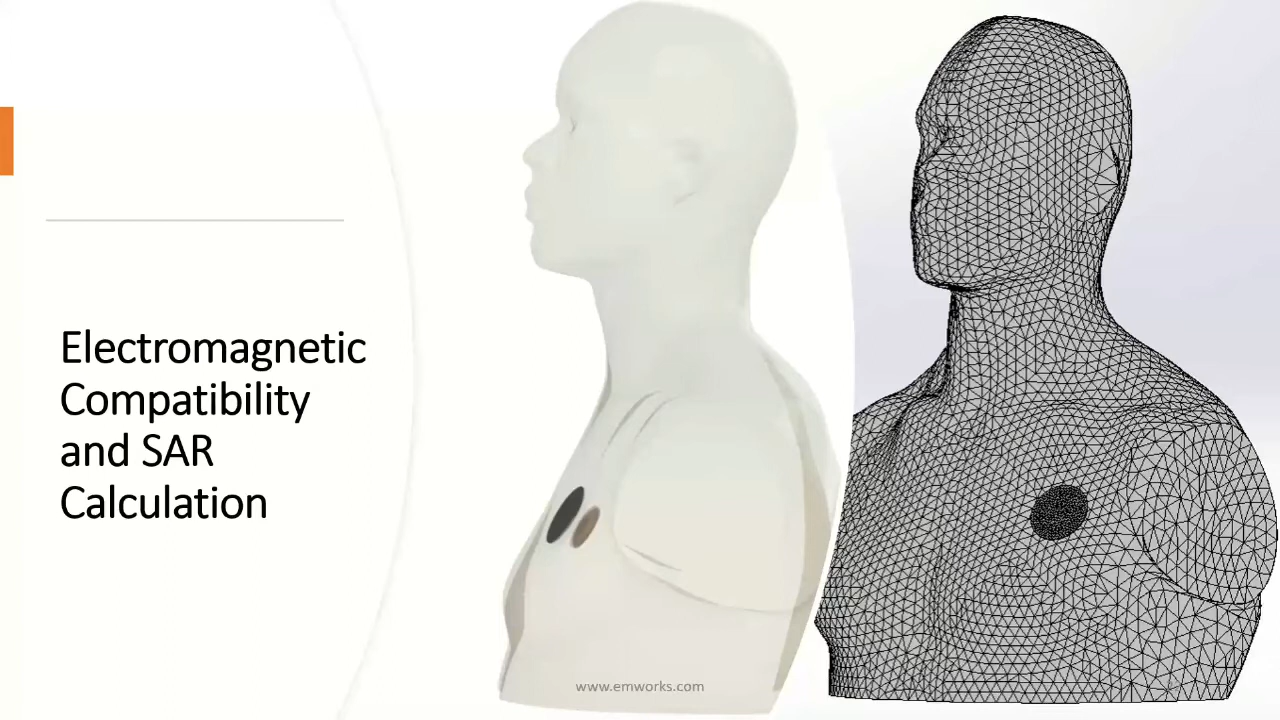 Electromagnetic
Compatibility
and SAR
Calculation
www.emworks.com